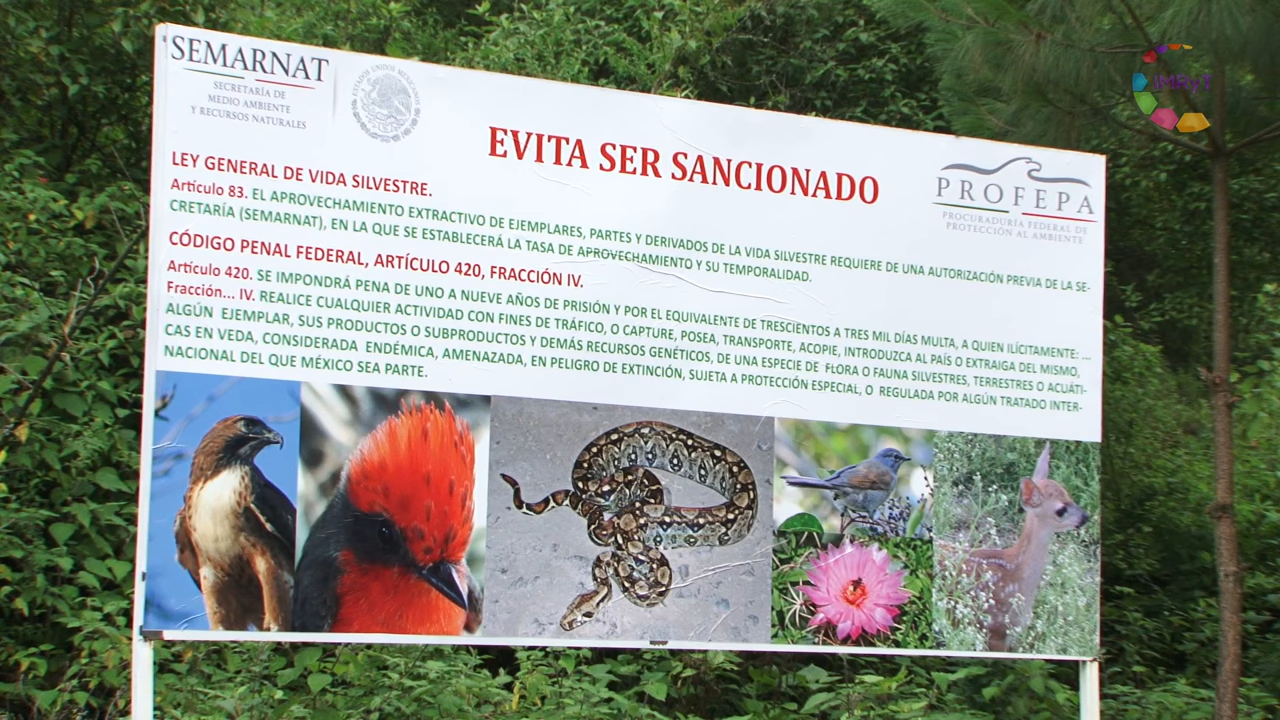 SEMARNAT
SECRETARÍA DE
MEDIO AMBIENTE
Y RECURSOS NATURALES
ESTADOS UNIDOS MEXICANOS
JMRyT
EVITA SER SANCIONADO
PROFEPA
PROCURADURÍA FEDERAL DE
PROTECCIÓN AL AMBIENTE
LEY GENERAL DE VIDA SILVESTRE.
Artículo 83. EL APROVECHAMIENTO EXTRACTIVO DE EJEMPLARES, PARTES Y DERIVADOS DE LA VIDA SILVESTRE REQUIERE DE UNA AUTORIZACIÓN PREVIA DE LA SE-
CRETARÍA (SEMARNAT), EN LA QUE SE ESTABLECERÁ LA TASA DE APROVECHAMIENTO Y SU TEMPORALIDAD.
CÓDIGO PENAL FEDERAL, ARTÍCULO 420, FRACCIÓN IV.
Artículo 420. SE IMPONDRÁ PENA DE UNO A NUEVE AÑOS DE PRISIÓN Y POR EL EQUIVALENTE DE TRESCIENTOS A TRES MIL DÍAS MULTA, A QUIEN ILÍCITAMENTE: ...
Fracción... IV. REALICE CUALQUIER ACTIVIDAD CON FINES DE TRÁFICO, O CAPTURE, POSEA, TRANSPORTE, ACOPIE, INTRODUZCA AL PAÍS O EXTRAIGA DEL MISMO,
ALGÚN EJEMPLAR, SUS PRODUCTOS O SUBPRODUCTOS Y DEMÁS RECURSOS GENÉTICOS, DE UNA ESPECIE DE FLORA O FAUNA SILVESTRES, TERRESTRES O ACUÁTI-
CAS EN VEDA, CONSIDERADA ENDÉMICA, AMENAZADA, EN PELIGRO DE EXTINCIÓN, SUJETA A PROTECCIÓN ESPECIAL, O REGULADA POR ALGÚN TRATADO INTER-
NACIONAL DEL QUE MÉXICO SEA PARTE.